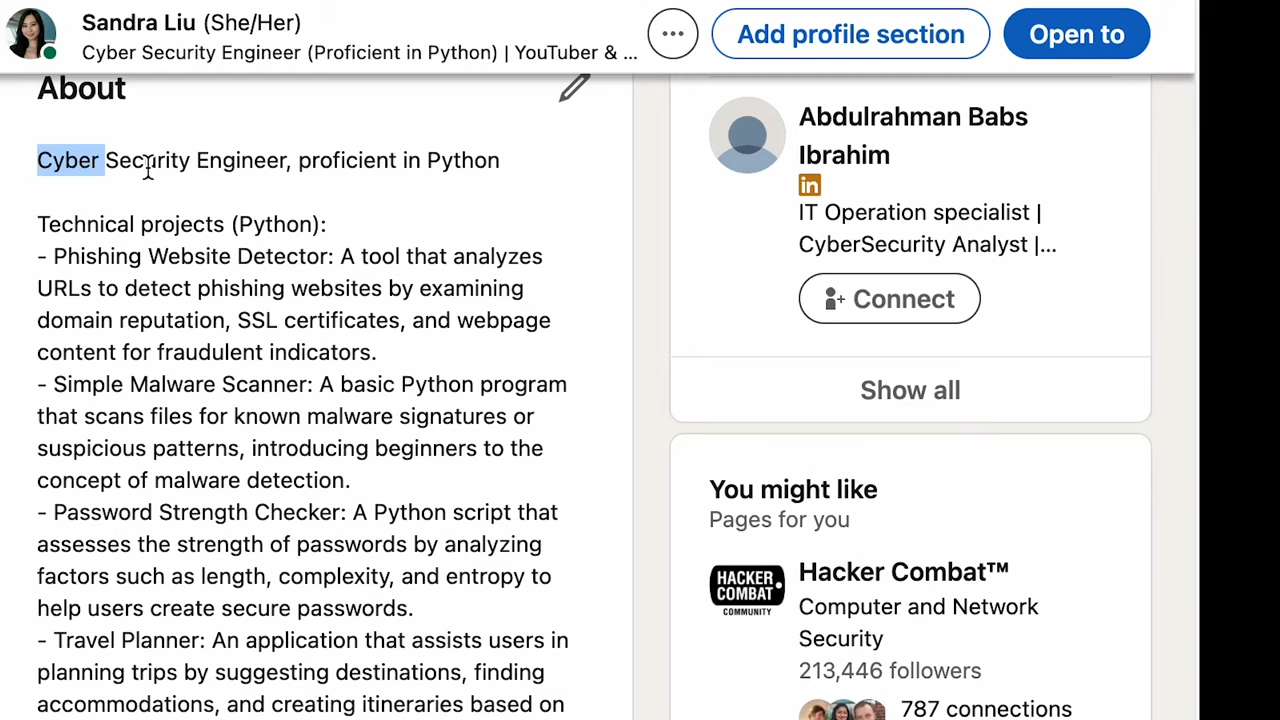 Sandra Liu (She/Her)
Cyber Security Engineer (Proficient in Python) | YouTuber & ...
Add profile section
Open to
About
Cyber Security Engineer, proficient in Python
Technical projects (Python):
- Phishing Website Detector: A tool that analyzes
URLs to detect phishing websites by examining
domain reputation, SSL certificates, and webpage
content for fraudulent indicators.
- Simple Malware Scanner: A basic Python program
that scans files for known malware signatures or
suspicious patterns, introducing beginners to the
concept of malware detection.
- Password Strength Checker: A Python script that
assesses the strength of passwords by analyzing
factors such as length, complexity, and entropy to
help users create secure passwords.
- Travel Planner: An application that assists users in
planning trips by suggesting destinations, finding
accommodations, and creating itineraries based on
Abdulrahman Babs
Ibrahim
in
IT Operation specialist |
CyberSecurity Analyst |...
Connect
Show all
You might like
Pages for you
HACKER
COMBAT
COMMUNITY
Hacker Combat™
Computer and Network
Security
213,446 followers
787 connections